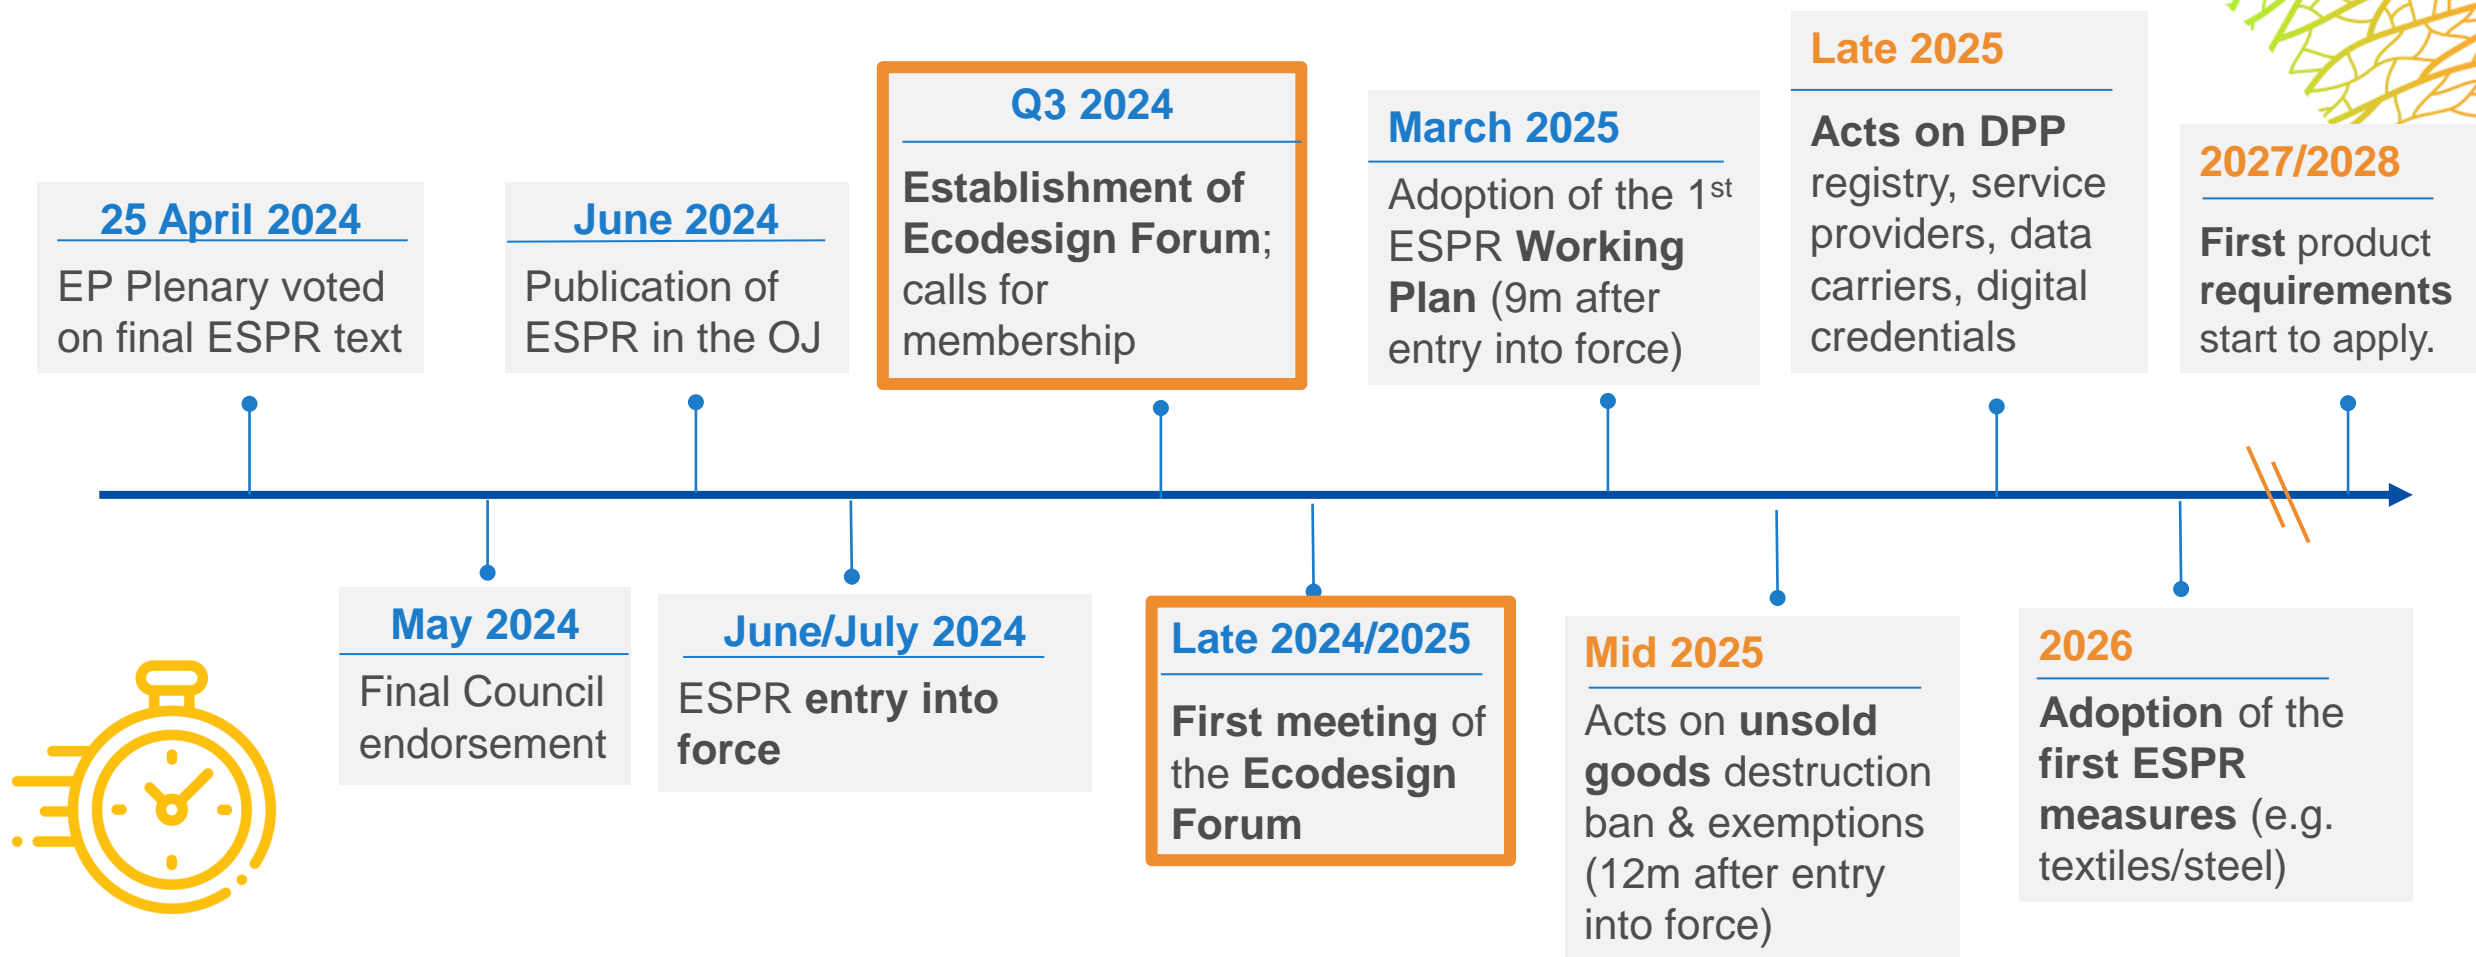 25 April 2024
EP Plenary voted
on final ESPR text
May 2024
Final Council
endorsement
June 2024
Publication of
ESPR in the OJ
June/July 2024
ESPR entry into
force
Q3 2024
Establishment of
Ecodesign Forum;
calls for
membership
Late 2024/2025
First meeting of
the Ecodesign
Forum
March 2025
Adoption of the 1st
ESPR Working
Plan (9m after
entry into force)
Mid 2025
Acts on unsold
goods destruction
ban & exemptions
(12m after entry
into force)
Late 2025
Acts on DPP
registry, service
providers, data
carriers, digital
credentials
2026
Adoption of the
first ESPR
measures (e.g.
textiles/steel)
2027/2028
First product
requirements
start to apply.